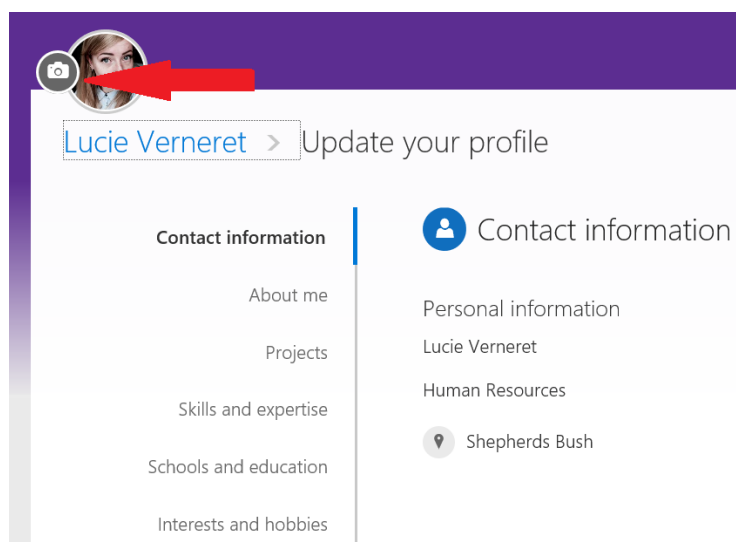 Lucie Verneret > Update your profile
Contact information
About me
Projects
Skills and expertise
Schools and education
Interests and hobbies
Contact information
Personal information
Lucie Verneret
Human Resources
Shepherds Bush